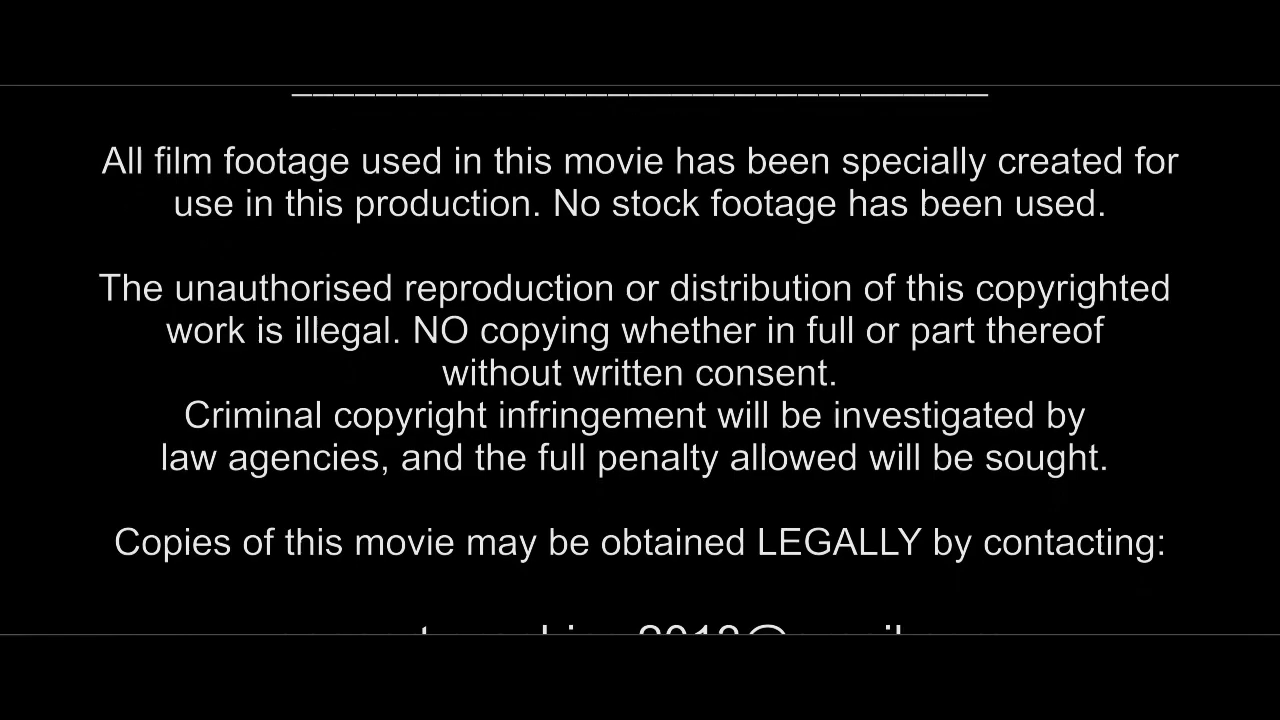 All film footage used in this movie has been specially created for
use in this production. No stock footage has been used.
The unauthorised reproduction or distribution of this copyrighted
work is illegal. NO copying whether in full or part thereof
without written consent.
Criminal copyright infringement will be investigated by
law agencies, and the full penalty allowed will be sought.
Copies of this movie may be obtained LEGALLY by contacting: